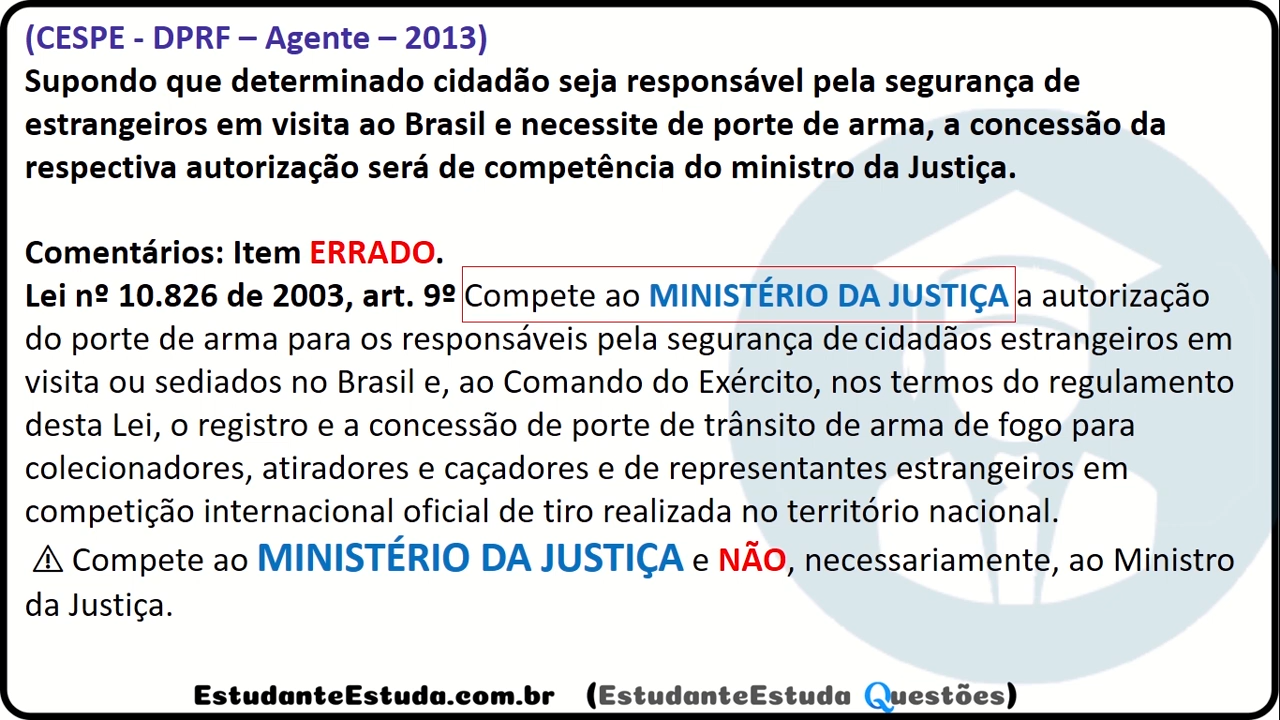 (CESPE - DPRF – Agente – 2013)
Supondo que determinado cidadão seja responsável pela segurança de
estrangeiros em visita ao Brasil e necessite de porte de arma, a concessão da
respectiva autorização será de competência do ministro da Justiça.
Comentários: Item ERRADO.
Lei nº 10.826 de 2003, art. 9º Compete ao MINISTÉRIO DA JUSTIÇA a autorização
do porte de arma para os responsáveis pela segurança de cidadãos estrangeiros em
visita ou sediados no Brasil e, ao Comando do Exército, nos termos do regulamento
desta Lei, o registro e a concessão de porte de trânsito de arma de fogo para
colecionadores, atiradores e caçadores e de representantes estrangeiros em
competição internacional oficial de tiro realizada no território nacional.
⚠ Compete ao MINISTÉRIO DA JUSTIÇA e NÃO, necessariamente, ao Ministro
da Justiça.
EstudanteEstuda.com.br (EstudanteEstuda Questões)